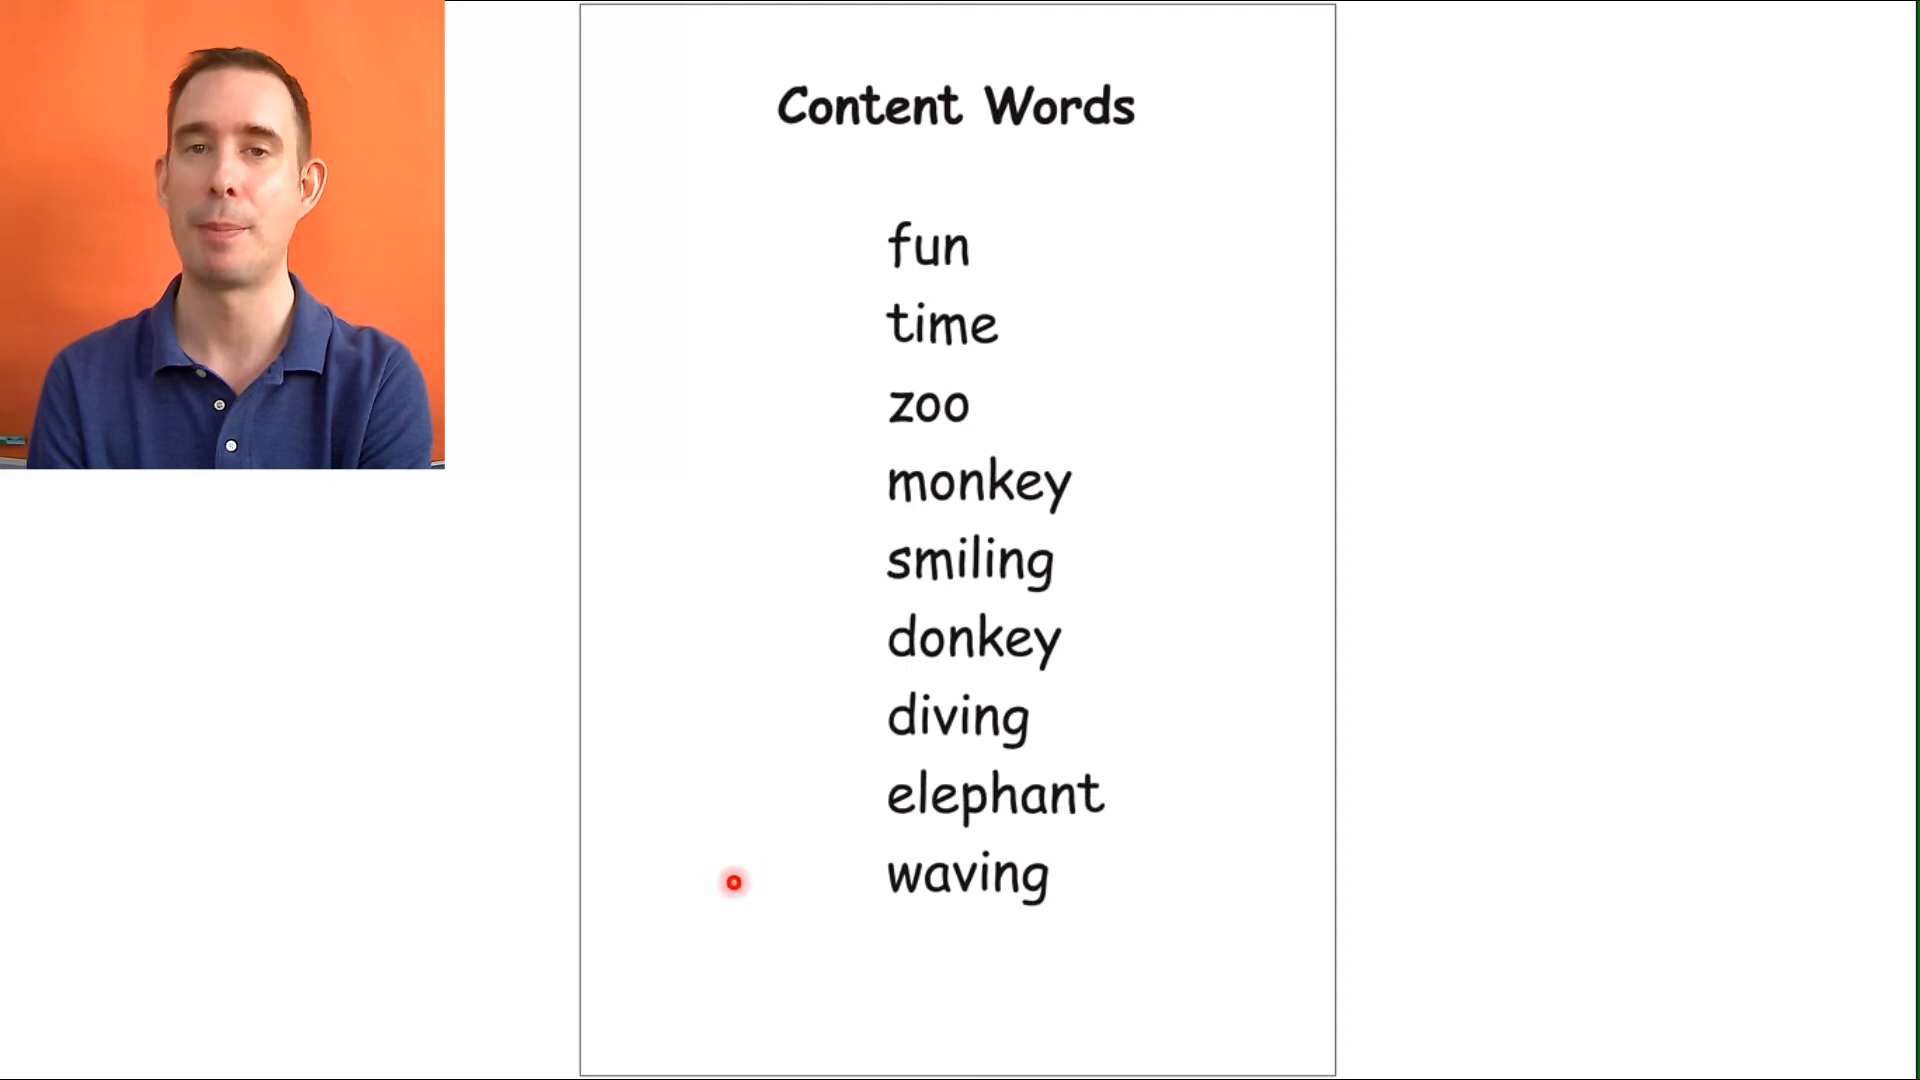 Content Words
fun
time
zoo
monkey
smiling
donkey
diving
elephant
waving